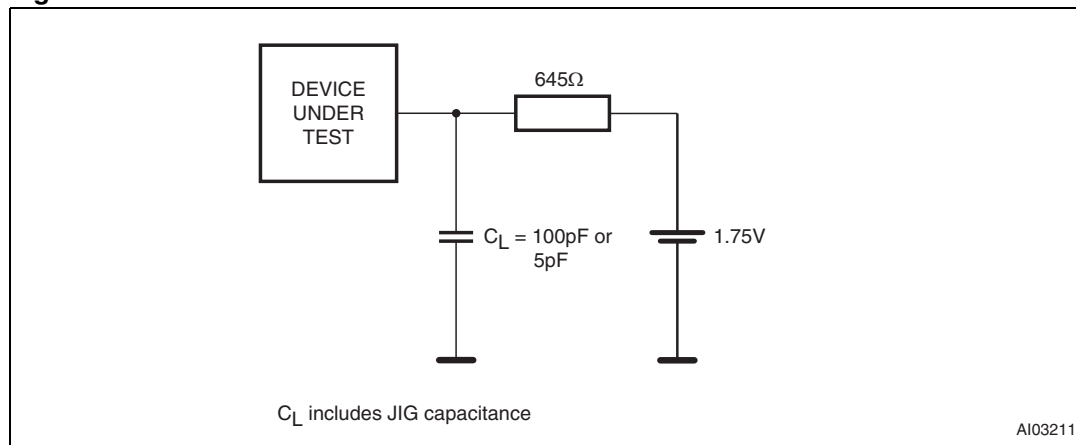 DEVICE
UNDER
TEST
645Ω
CL = 100pF or
5pF
1.75V
CL includes JIG capacitance
AI03211